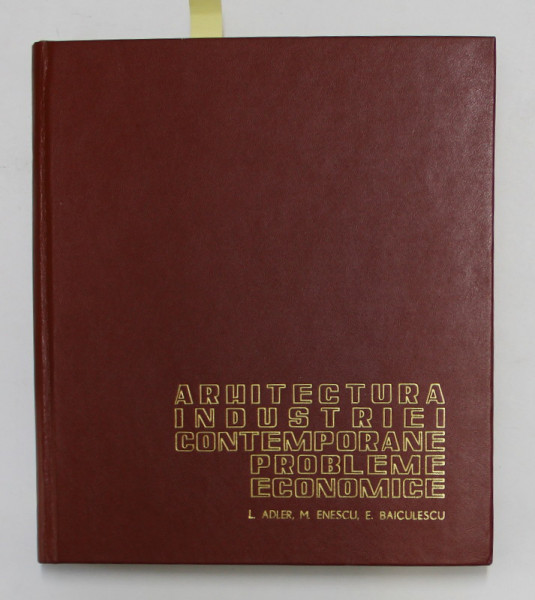 ARHITECTURA
INDUSTRIEI
CONTEMPORANE
PROBLEME
ECONOMICE
L. ADLER, M. ENESCU, E. BAICULESCU